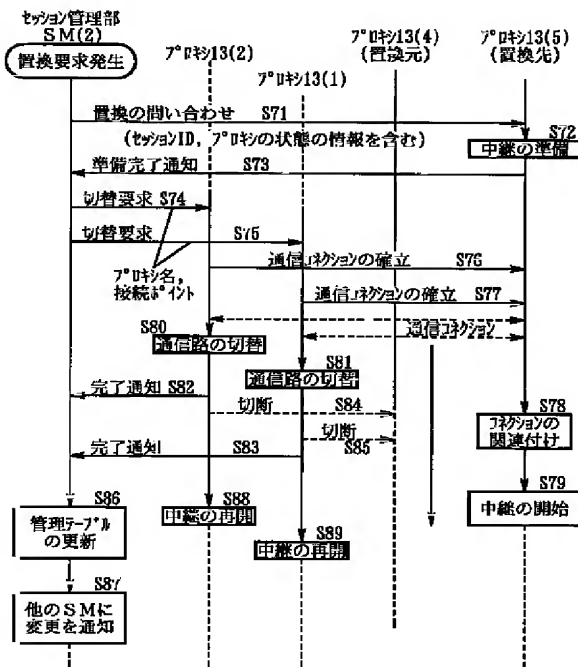 セッション管理部
SM(2)
置換要求発生
プロキシ13(2)
プロキシ13(1)
プロキシ13(4)
(置換元)
プロキシ13(5)
(置換先)
置換の問い合わせ S71
(セッションID, プロキシの状態の情報を含む)
S72
中継の準備
準備完了通知 S73
切替要求 S74
切替要求 S75
プロキシ名,
接続ポイント
通信コネクションの確立 S76
通信コネクションの確立 S77
通信コネクション
S80
通信路の切替
S81
通信路の切替
完了通知 S82
切断 S84
切断
S85
完了通知 S83
S78
コネクションの
関連付け
S79
中継の開始
S86
管理テーブル
の更新
S88
中継の再開
S89
中継の再開
S87
他のSMに
変更を通知